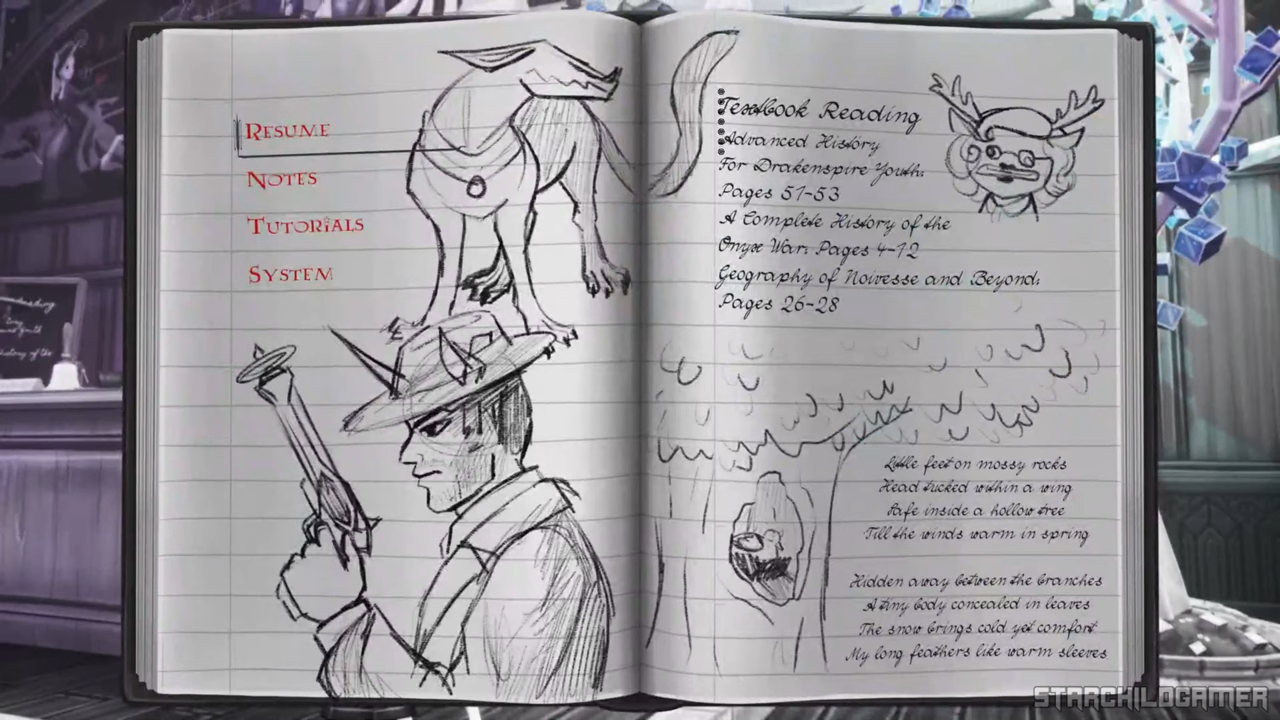 RESUME
NOTES
TUTORIALS
SYSTEM
Textbook Reading
Advanced History
For Drakenspire Youth:
Pages 51-53
A Complete History of the
Onyx War: Pages 4-12
Geography of Noivesse and Beyond:
Pages 26-28
Little feet on mossy rocks
Head tucked within a wing
Safe inside a hollow tree
Till the winds warm in spring
Hidden away between the branches
A tiny body concealed in leaves
The snow brings cold yet comfort
My long feathers like warm sleeves
STARCHILDGAMER